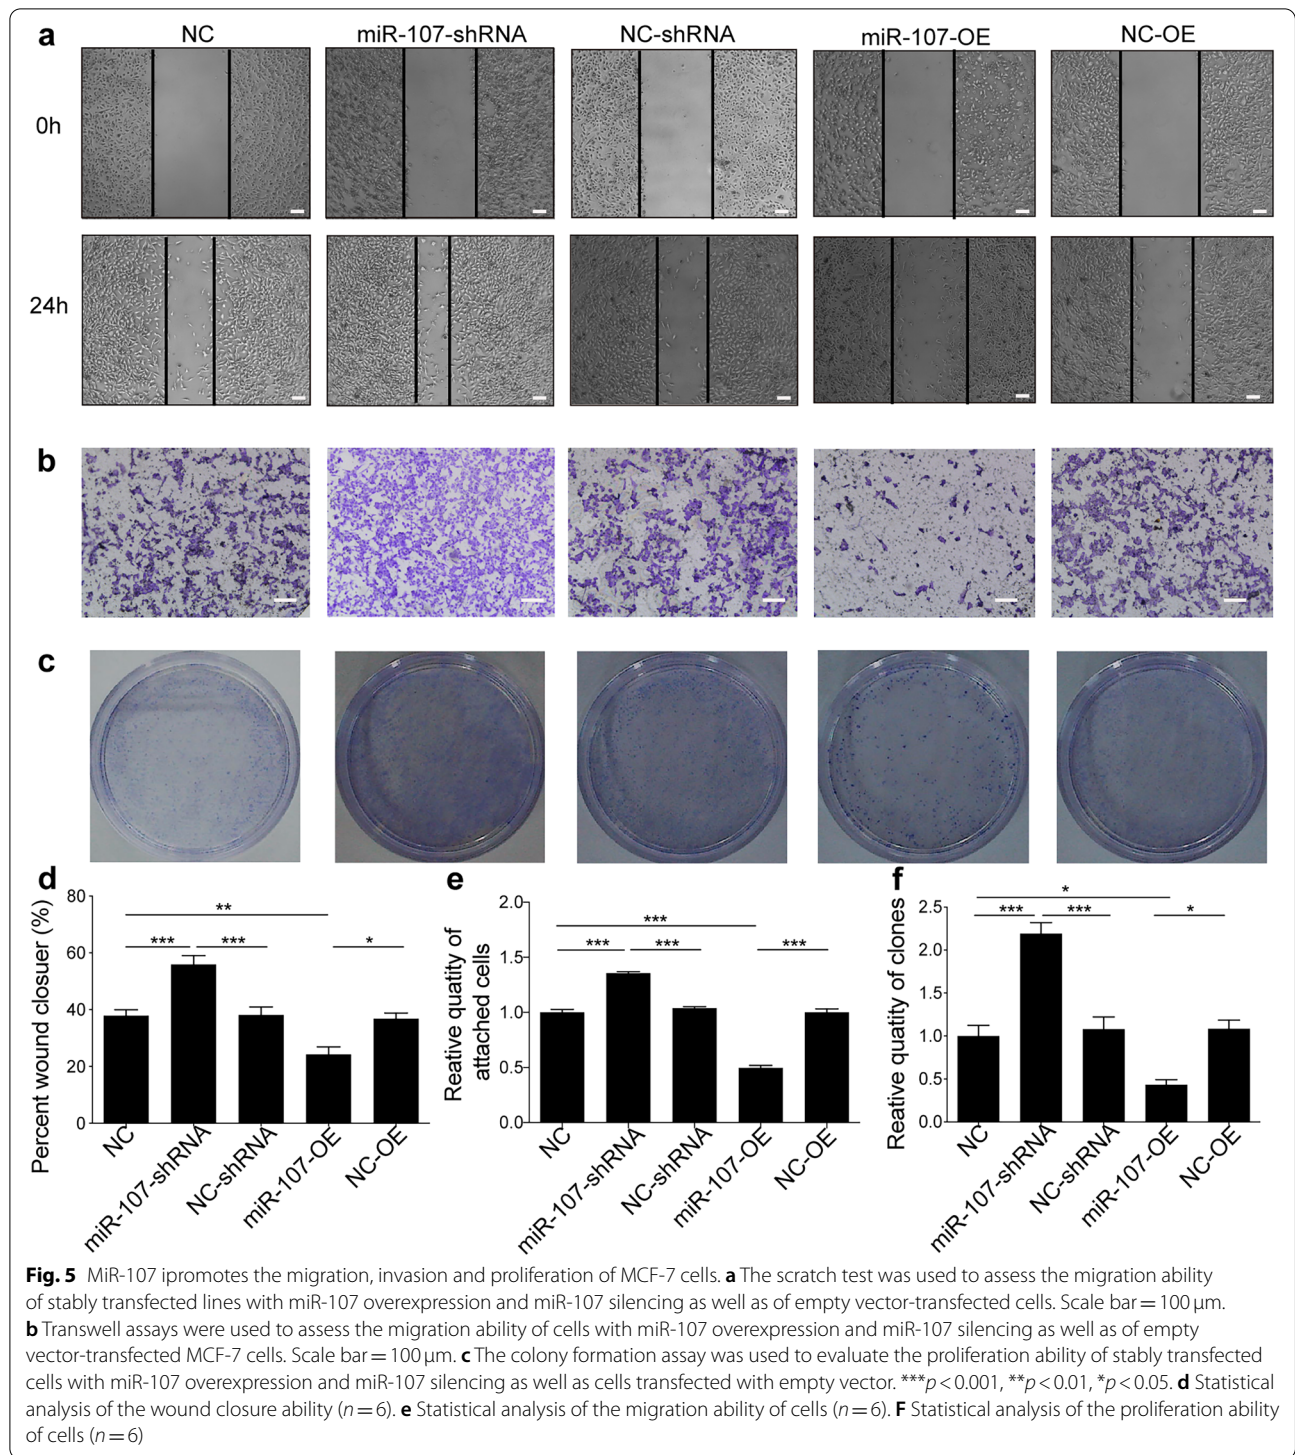 a
NC
miR-107-shRNA
NC-shRNA
miR-107-OE
NC-OE
0h
24h
b
c
d
Percent wound closuer (%)
80
60
40
20
0
**
***
***
*
NC
miR-107-shRNA
NC-shRNA
miR-107-OE
NC-OE
e
Reative quatity of
attached cells
2.0
1.5
1.0
0.5
0.0
***
***
***
***
NC
miR-107-shRNA
NC-shRNA
miR-107-OE
NC-OE
f
Reative quatity of clones
2.5
2.0
1.5
1.0
0.5
0.0
*
***
***
*
NC
miR-107-shRNA
NC-shRNA
miR-107-OE
NC-OE
Fig. 5 MiR-107 ipromotes the migration, invasion and proliferation of MCF-7 cells. a The scratch test was used to assess the migration ability
of stably transfected lines with miR-107 overexpression and miR-107 silencing as well as of empty vector-transfected cells. Scale bar = 100 μm.
b Transwell assays were used to assess the migration ability of cells with miR-107 overexpression and miR-107 silencing as well as of empty
vector-transfected MCF-7 cells. Scale bar = 100 μm. c The colony formation assay was used to evaluate the proliferation ability of stably transfected
cells with miR-107 overexpression and miR-107 silencing as well as cells transfected with empty vector. ***p < 0.001, **p < 0.01, *p < 0.05. d Statistical
analysis of the wound closure ability (n = 6). e Statistical analysis of the migration ability of cells (n = 6). F Statistical analysis of the proliferation ability
of cells (n = 6)